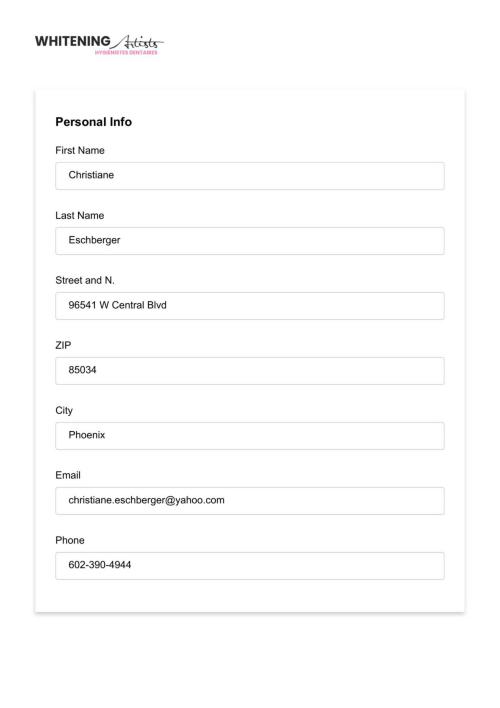 WHITENING Artists
HYGIÉNISTES DENTAIRES
Personal Info
First Name
Christiane
Last Name
Eschberger
Street and N.
96541 W Central Blvd
ZIP
85034
City
Phoenix
Email
christiane.eschberger@yahoo.com
Phone
602-390-4944